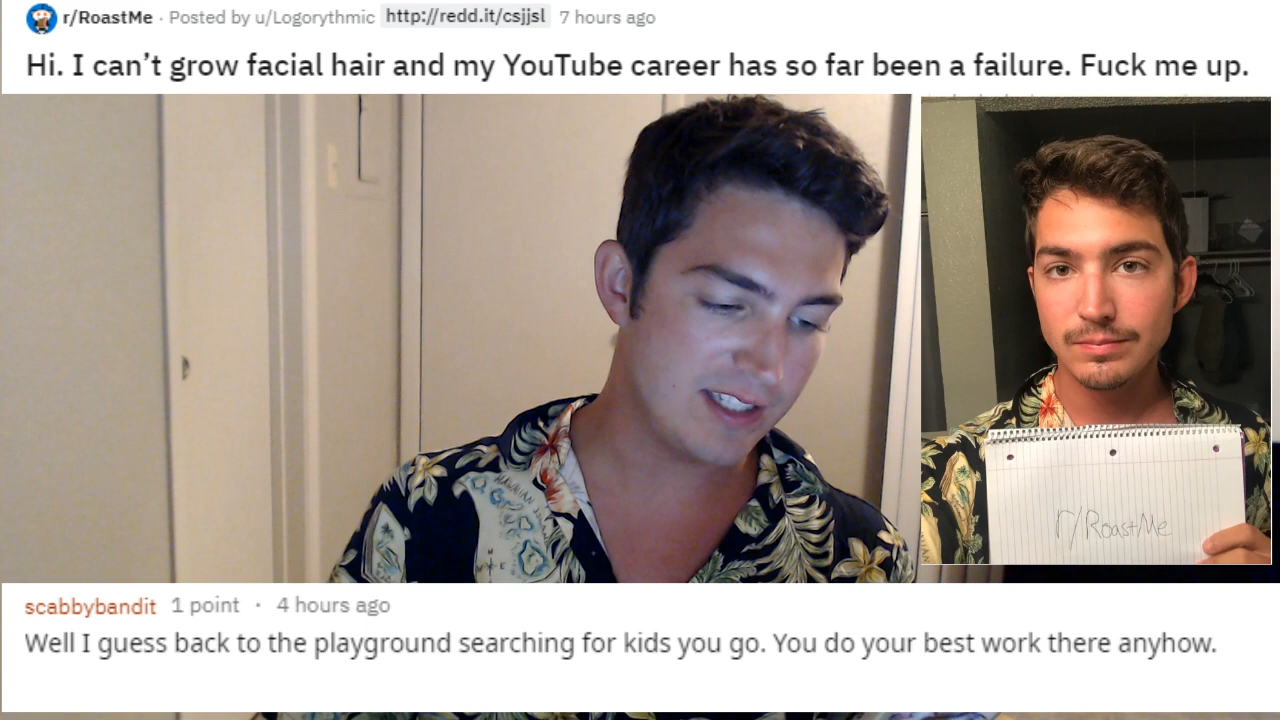 r/RoastMe · Posted by u/Logorythmic http://redd.it/csjjsl 7 hours ago
Hi. I can’t grow facial hair and my YouTube career has so far been a failure. Fuck me up.
HAWAIIAN
N
W E
r/RoastMe
scabbybandit 1 point · 4 hours ago
Well I guess back to the playground searching for kids you go. You do your best work there anyhow.